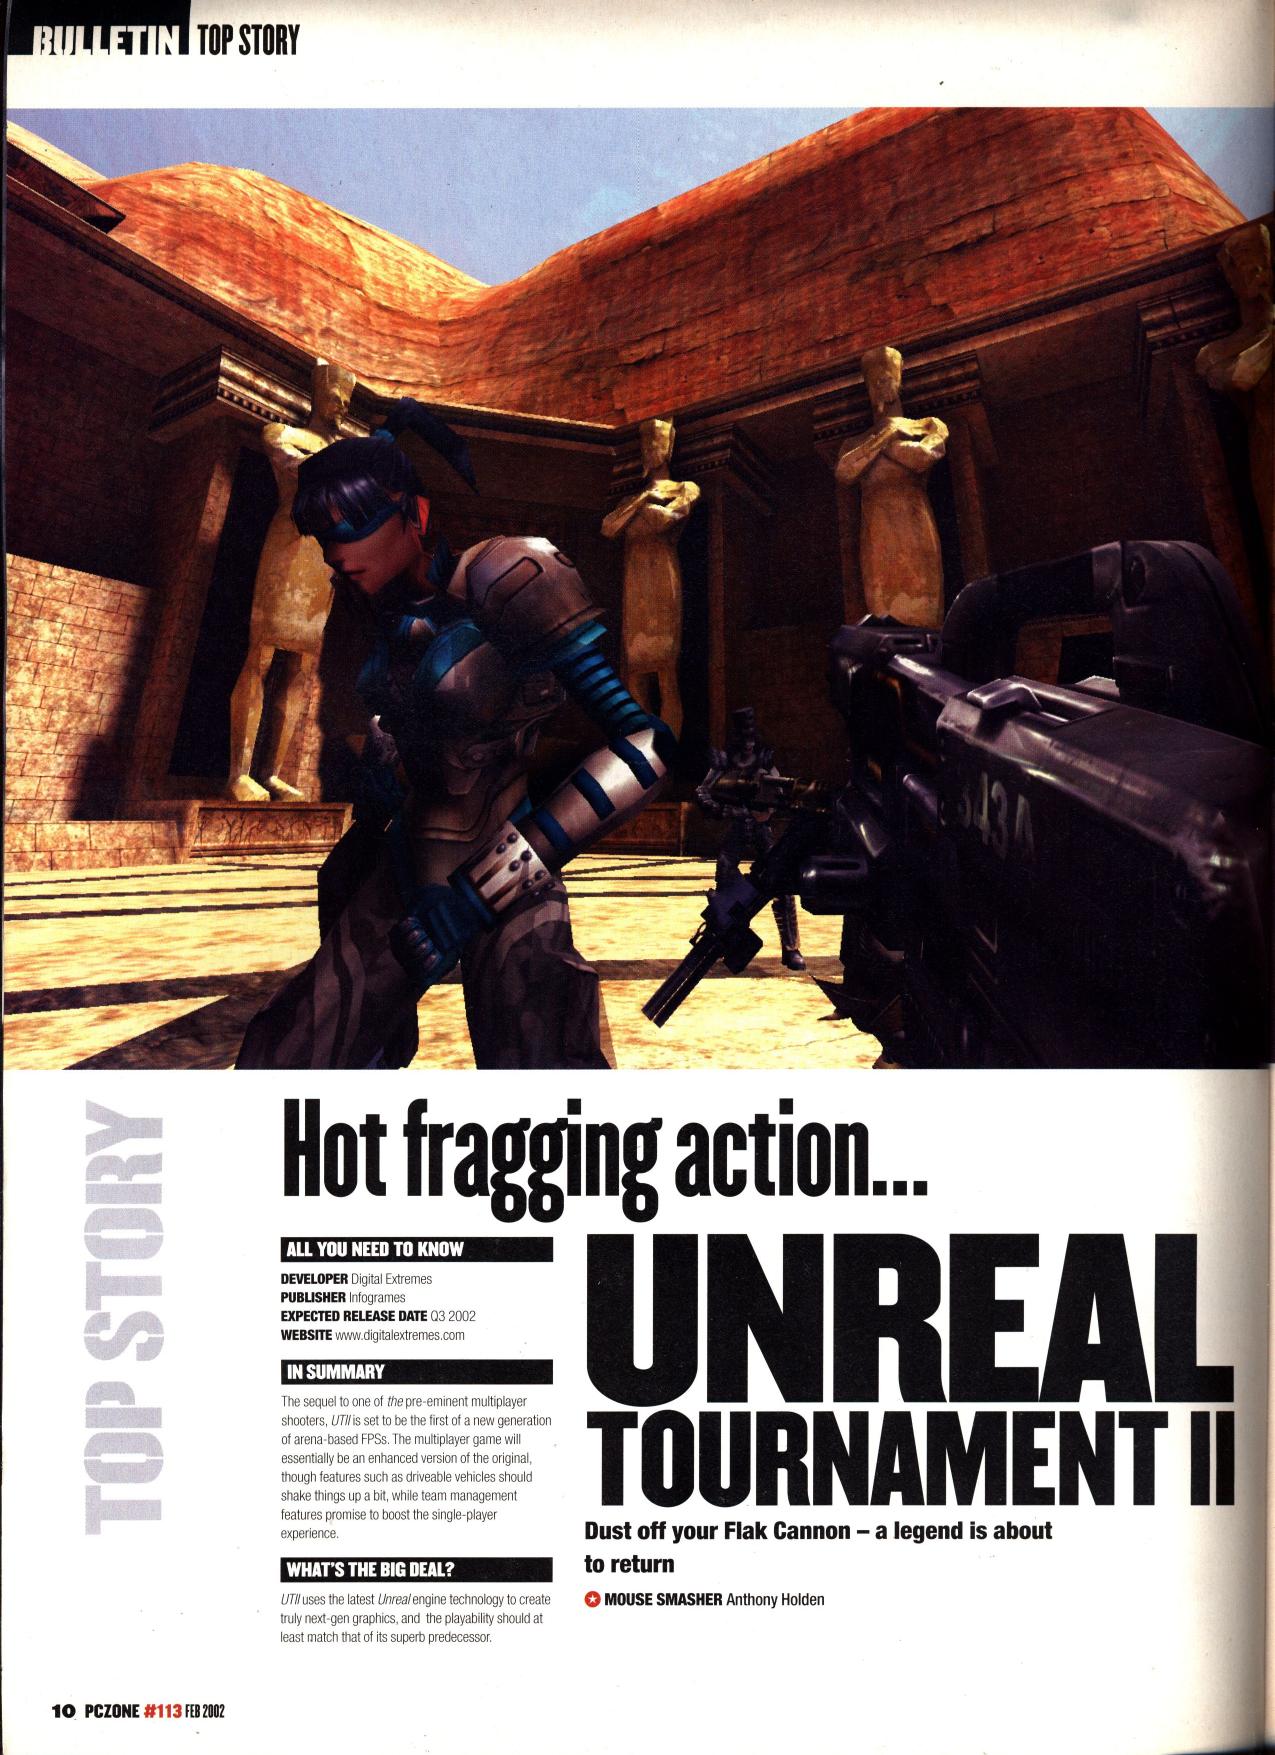 BULLETIN TOP STORY
Hot fragging action...
TOP STORY
ALL YOU NEED TO KNOW
DEVELOPER Digital Extremes
PUBLISHER Infogrames
EXPECTED RELEASE DATE Q3 2002
WEBSITE www.digitalextremes.com
IN SUMMARY
The sequel to one of the pre-eminent multiplayer
shooters, UTII is set to be the first of a new generation
of arena-based FPSs. The multiplayer game will
essentially be an enhanced version of the original,
though features such as driveable vehicles should
shake things up a bit, while team management
features promise to boost the single-player
experience.
WHAT'S THE BIG DEAL?
UTII uses the latest Unreal engine technology to create
truly next-gen graphics, and the playability should at
least match that of its superb predecessor.
UNREAL
TOURNAMENT II
Dust off your Flak Cannon – a legend is about
to return
MOUSE SMASHER Anthony Holden
10 PCZONE #113 FEB 2002